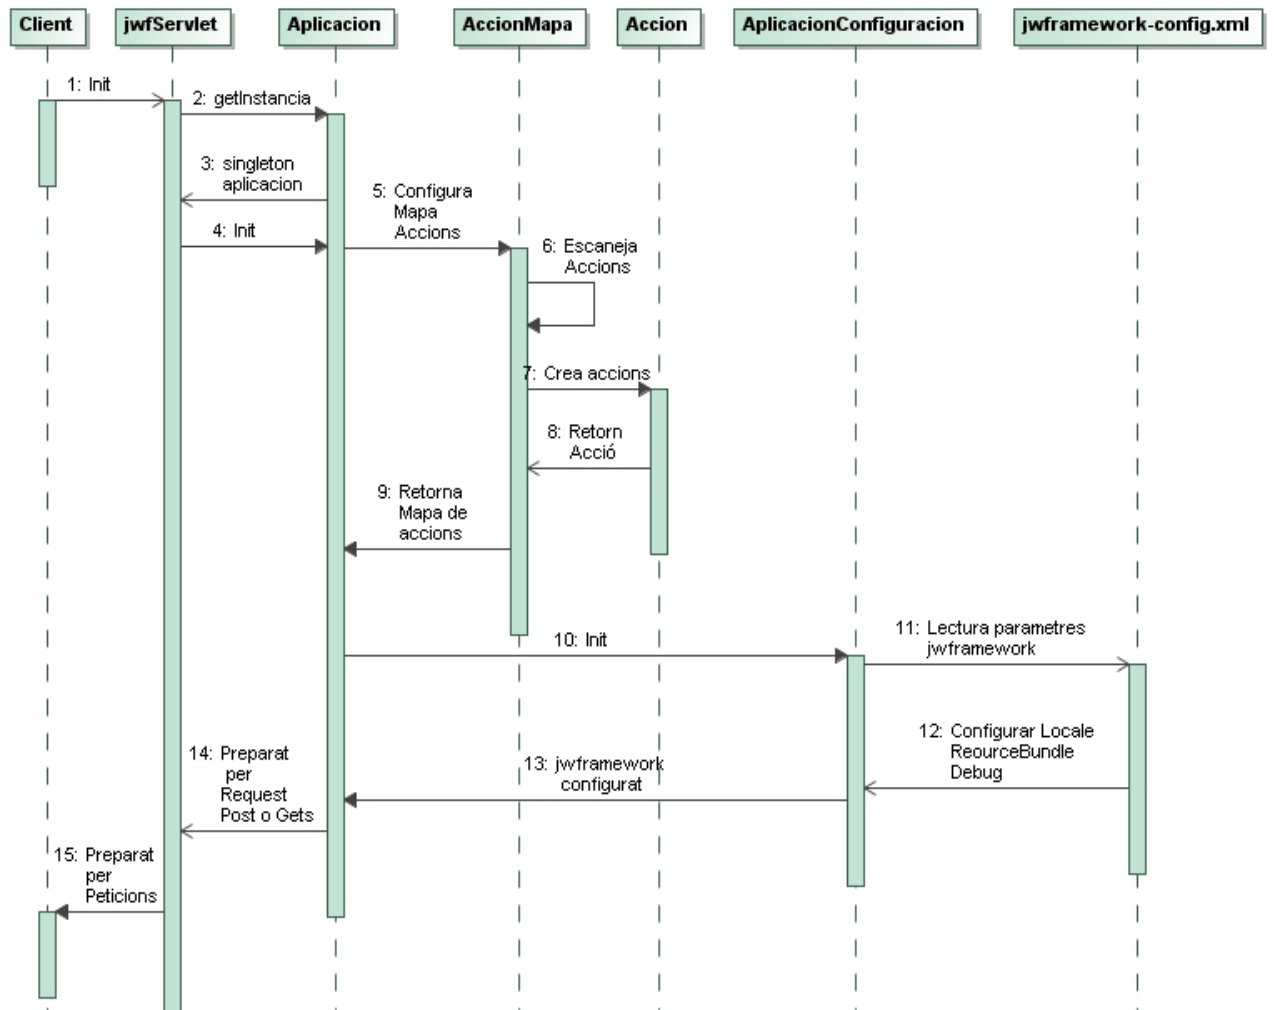 Client
jwfServlet
Aplicacion
AccionMapa
Accion
AplicacionConfiguracion
jwframework-config.xml
1: Init
2: getInstancia
3: singleton
aplicacion
4: Init
5: Configura
Mapa
Accions
6: Escaneja
Accions
7: Crea accions
8: Retorn
Acció
9: Retorna
Mapa de
accions
10: Init
11: Lectura parametres
jwframework
12: Configurar Locale
ReourceBundle
Debug
13: jwframework
configurat
14: Preparat
per
Request
Post o Gets
15: Preparat
per
Peticions